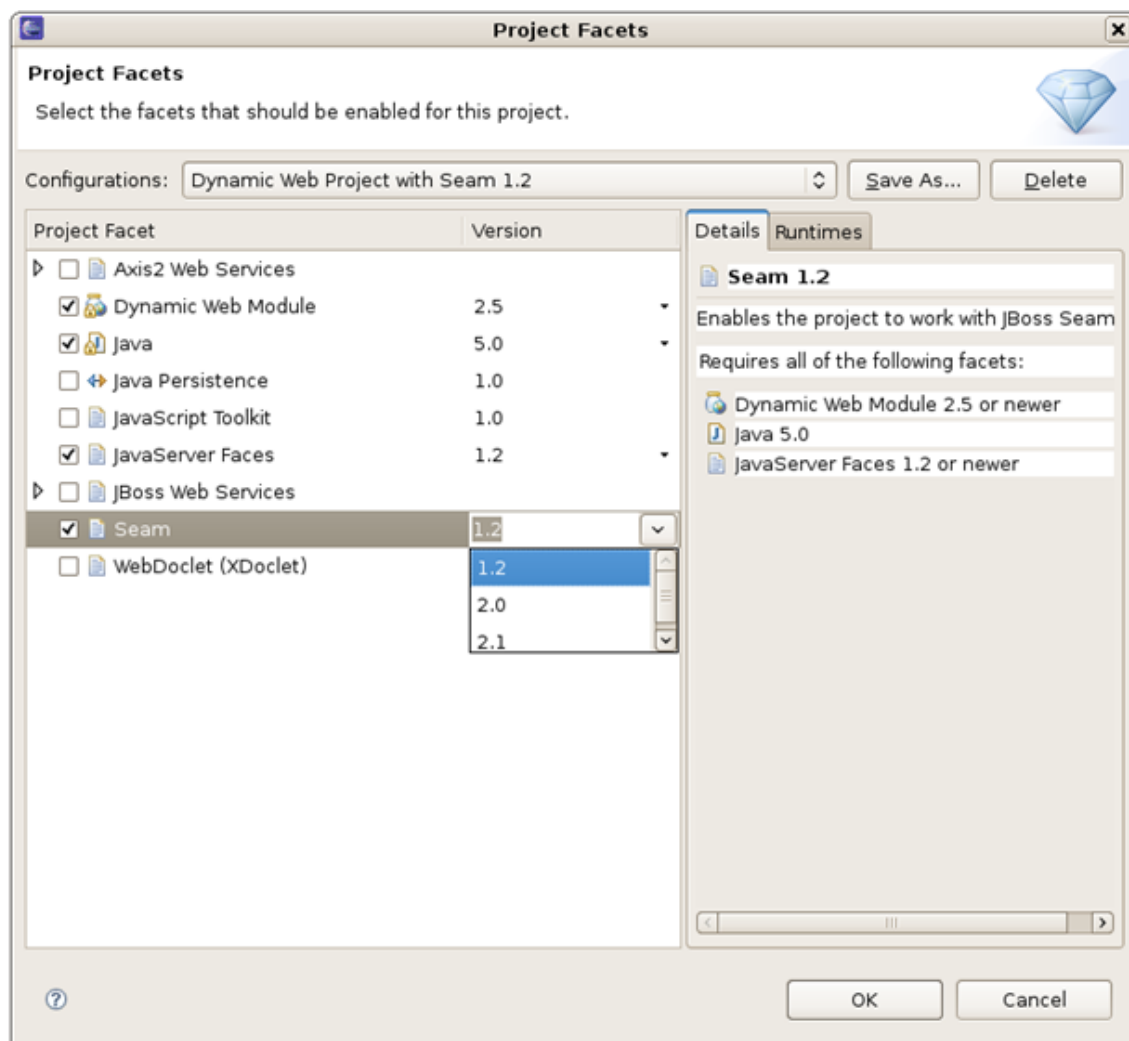 Project Facets
Project Facets
Select the facets that should be enabled for this project.
Configurations: Dynamic Web Project with Seam 1.2 Save As... Delete
Project Facet Version
Axis2 Web Services
Dynamic Web Module 2.5
Java 5.0
Java Persistence 1.0
JavaScript Toolkit 1.0
JavaServer Faces 1.2
JBoss Web Services
Seam 1.2
WebDoclet (XDoclet)
1.2
2.0
2.1
Details Runtimes
Seam 1.2
Enables the project to work with JBoss Seam
Requires all of the following facets:
Dynamic Web Module 2.5 or newer
Java 5.0
JavaServer Faces 1.2 or newer
OK Cancel